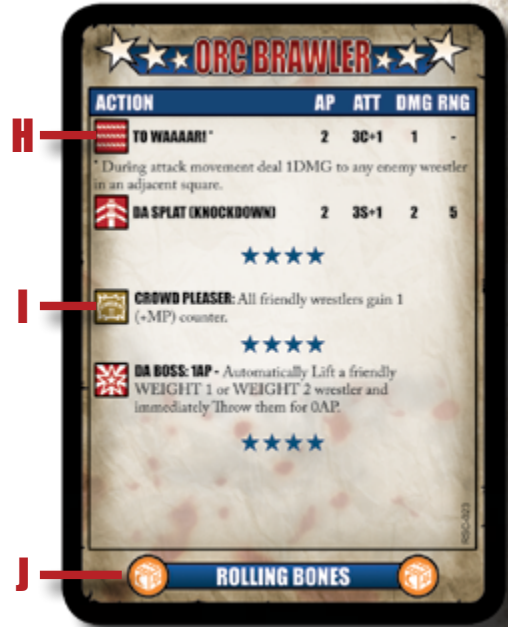 ORC BRAWLER
ACTION AP ATT DMG RNG
H
TO WAAAAR!* 2 3C+1 1 -
* During attack movement deal 1DMG to any enemy wrestler
in an adjacent square.
DA SPLAT (KNOCKDOWN) 2 3S+1 2 5
I
CROWD PLEASER: All friendly wrestlers gain 1
(+MP) counter.
DA BOSS: 1AP - Automatically Lift a friendly
WEIGHT 1 or WEIGHT 2 wrestler and
immediately Throw them for 0AP.
RSC-023
J
ROLLING BONES